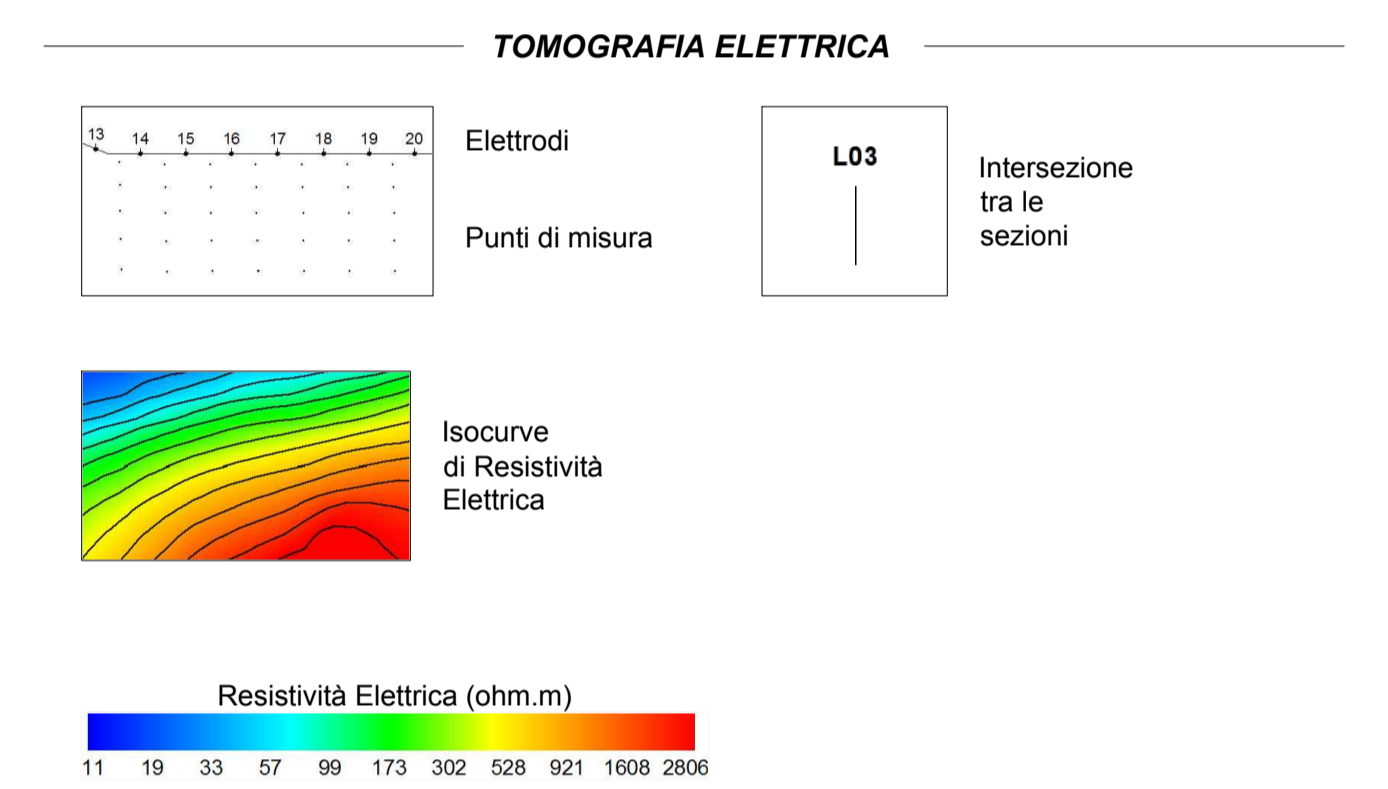 TOMOGRAFIA ELETTRICA
13 14 15 16 17 18 19 20
Elettrodi
Punti di misura
L03
Intersezione
tra le
sezioni
Isocurve
di Resistività
Elettrica
Resistività Elettrica (ohm.m)
11 19 33 57 99 173 302 528 921 1608 2806